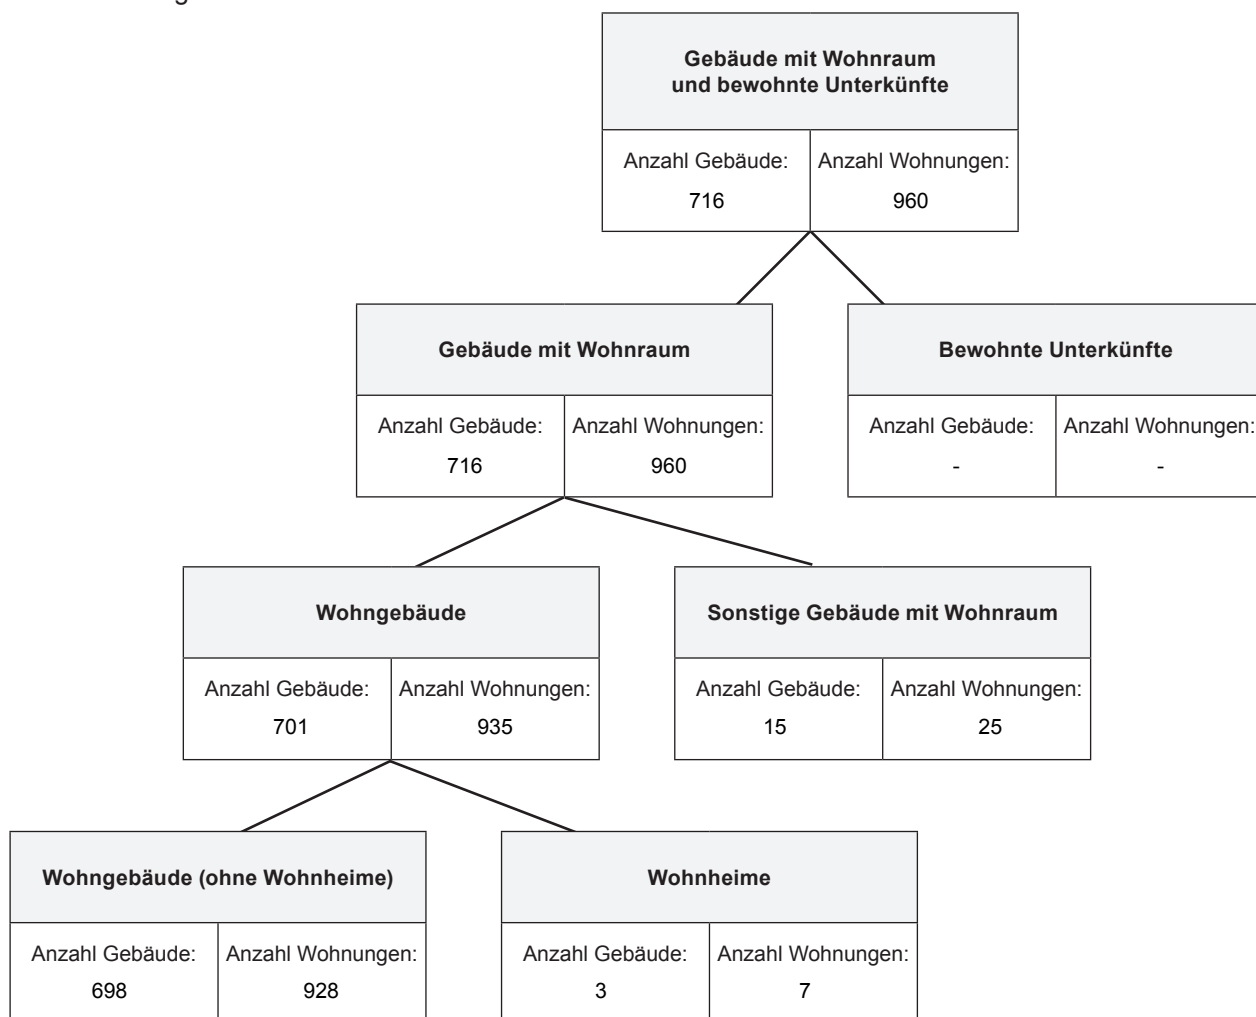 Gebäude mit Wohnraum
und bewohnte Unterkünfte
Anzahl Gebäude: Anzahl Wohnungen:
716 960
Gebäude mit Wohnraum
Anzahl Gebäude: Anzahl Wohnungen:
716 960
Bewohnte Unterkünfte
Anzahl Gebäude: Anzahl Wohnungen:
- -
Wohngebäude
Anzahl Gebäude: Anzahl Wohnungen:
701 935
Sonstige Gebäude mit Wohnraum
Anzahl Gebäude: Anzahl Wohnungen:
15 25
Wohngebäude (ohne Wohnheime)
Anzahl Gebäude: Anzahl Wohnungen:
698 928
Wohnheime
Anzahl Gebäude: Anzahl Wohnungen:
3 7